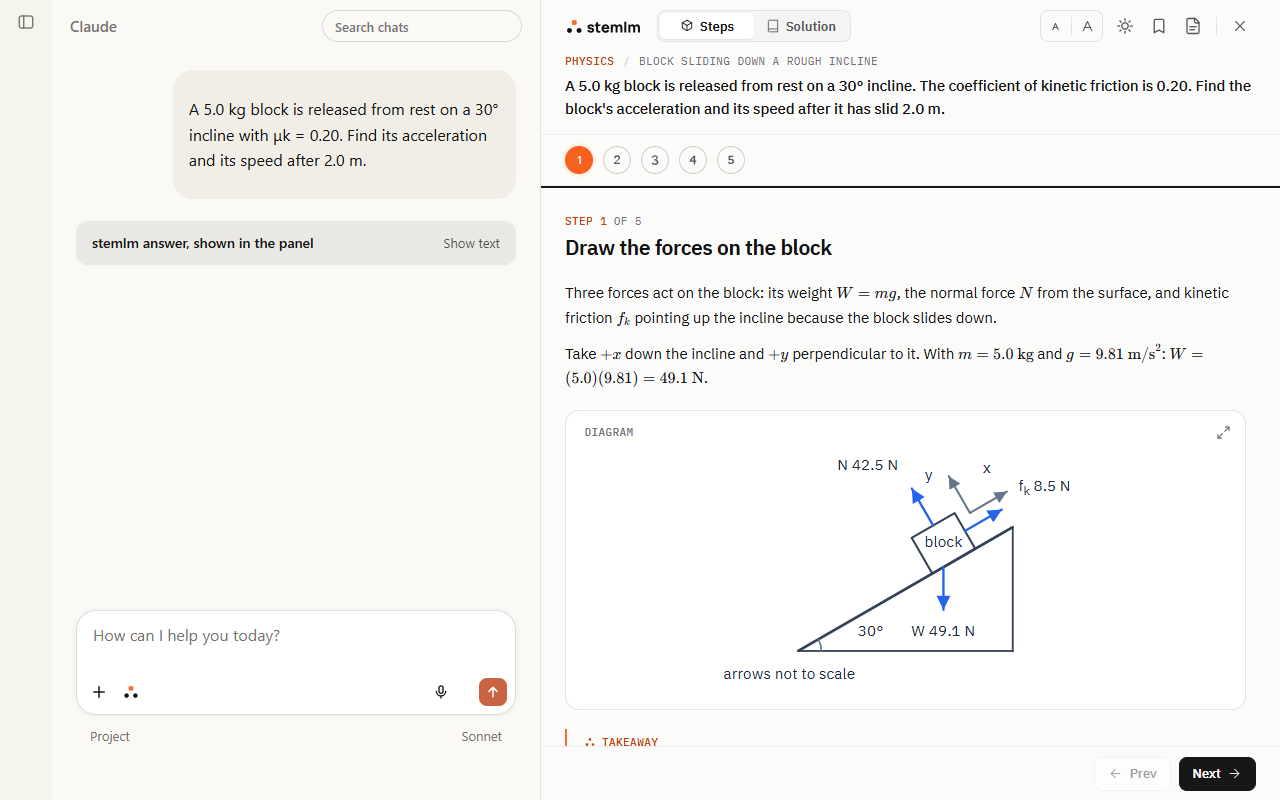 Claude
Search chats
A 5.0 kg block is released from rest on a 30°
incline with μk = 0.20. Find its acceleration
and its speed after 2.0 m.
stemlm answer, shown in the panel
Show text
How can I help you today?
Project
Sonnet
stemlm
Steps
Solution
A
A
PHYSICS / BLOCK SLIDING DOWN A ROUGH INCLINE
A 5.0 kg block is released from rest on a 30° incline. The coefficient of kinetic friction is 0.20. Find the
block's acceleration and its speed after it has slid 2.0 m.
1 2 3 4 5
STEP 1 OF 5
Draw the forces on the block
Three forces act on the block: its weight W = mg, the normal force N from the surface, and kinetic
friction fk pointing up the incline because the block slides down.
Take +x down the incline and +y perpendicular to it. With m = 5.0 kg and g = 9.81 m/s²: W =
(5.0)(9.81) = 49.1 N.
DIAGRAM
N 42.5 N
y
x
fk 8.5 N
block
30°
W 49.1 N
arrows not to scale
TAKEAWAY
Prev
Next